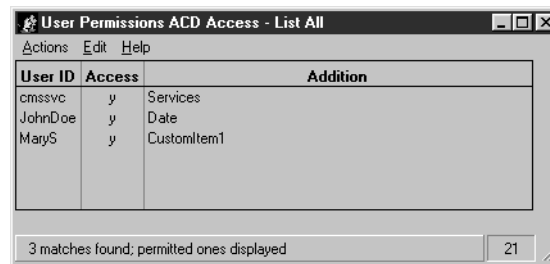 User Permissions ACD Access - List All
Actions Edit Help
User ID Access Addition
cmssvc y Services
JohnDoe y Date
MaryS y CustomItem1
3 matches found; permitted ones displayed 21